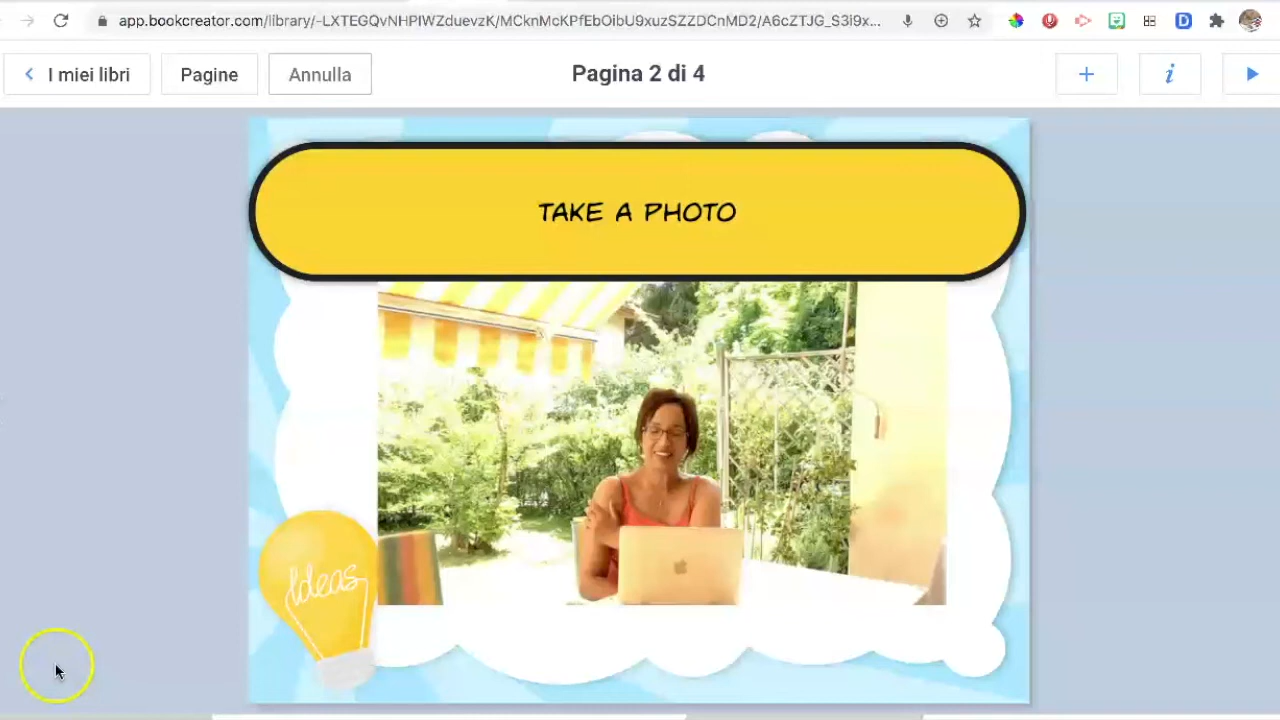 app.bookcreator.com/library/-LXTEGQvNHPIWZduevzK/MCknMcKPfEbOibU9xuzSZZDCnMD2/A6cZTJG_S3i9x...
I miei libri
Pagine
Annulla
Pagina 2 di 4
TAKE A PHOTO
Ideas